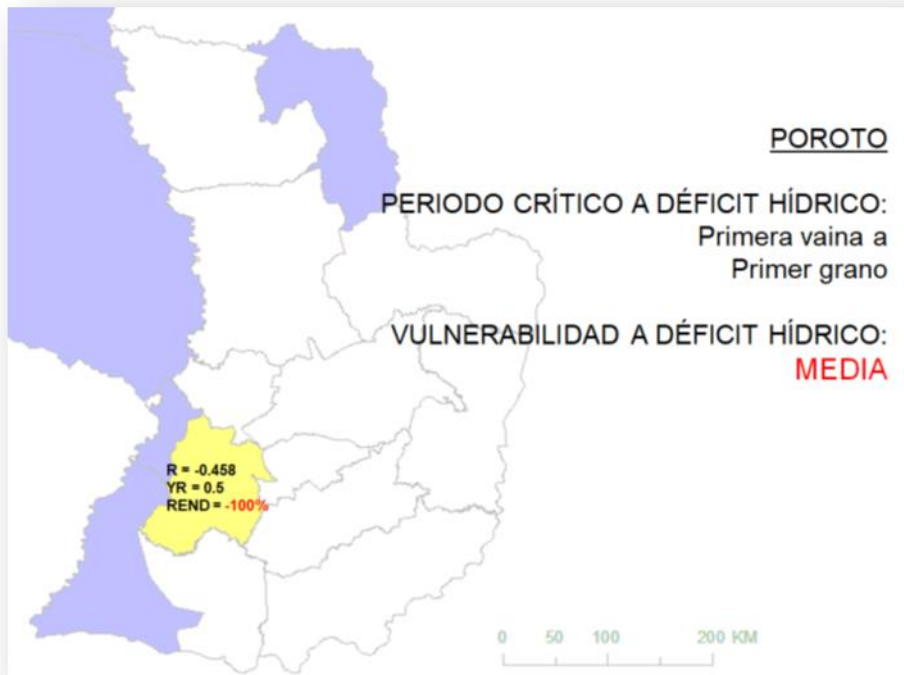 POROTO
PERIODO CRÍTICO A DÉFICIT HÍDRICO:
Primera vaina a
Primer grano
VULNERABILIDAD A DÉFICIT HÍDRICO:
MEDIA
R = -0.458
YR = 0.5
REND = -100%
0 50 100 200 KM